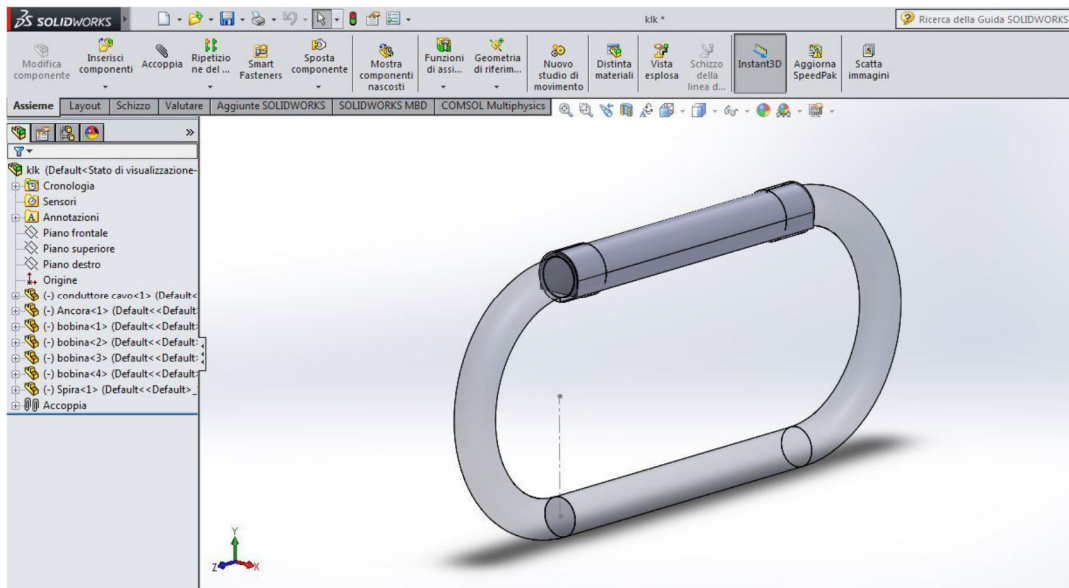 SOLIDWORKS
klk *
Ricerca della Guida SOLIDWORKS
Modifica componente
Inserisci componenti
Accoppia
Ripetizio ne del ...
Smart Fasteners
Sposta componente
Mostra componenti nascosti
Funzioni di assi...
Geometria di riferim...
Nuovo studio di movimento
Distinta materiali
Vista esplosa
Schizzo della linea d...
Instant3D
Aggiorna SpeedPak
Scatta immagini
Assieme Layout Schizzo Valutare Aggiunte SOLIDWORKS SOLIDWORKS MBD COMSOL Multiphysics
klk (Default<Stato di visualizzazione-
Cronologia
Sensori
Annotazioni
Piano frontale
Piano superiore
Piano destro
Origine
(-) conduttore cavo<1> (Default<
(-) Ancora<1> (Default<<Default
(-) bobina<1> (Default<<Default
(-) bobina<2> (Default<<Default
(-) bobina<3> (Default<<Default
(-) bobina<4> (Default<<Default
(-) Spira<1> (Default<<Default>_
Accoppia
Y
Z X